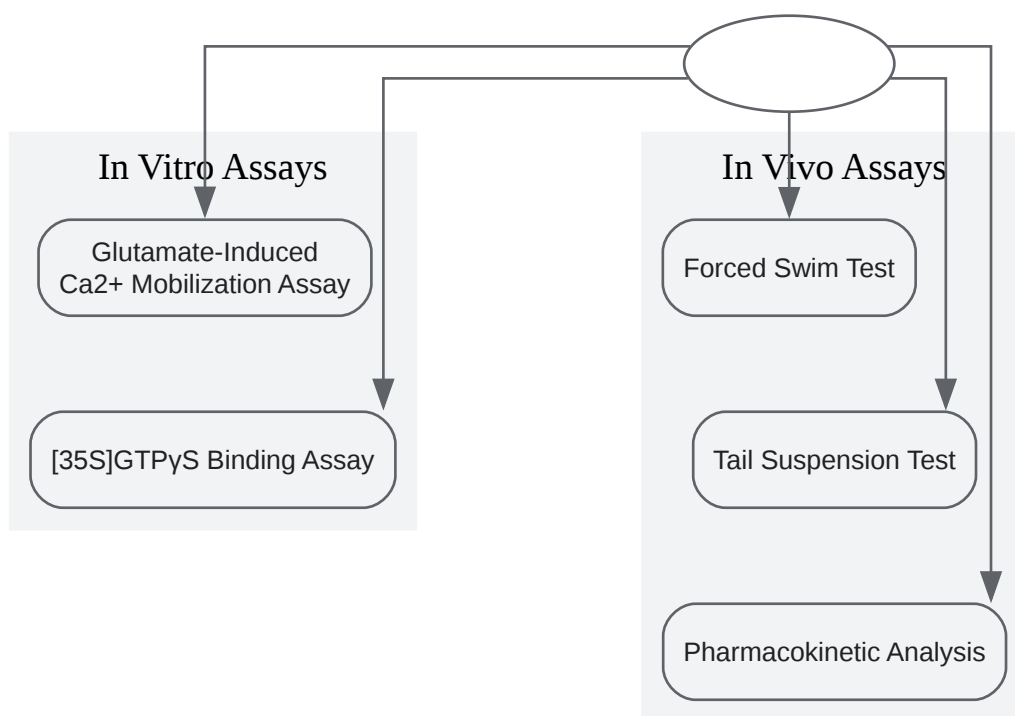 In Vitro Assays
Glutamate-Induced
Ca2+ Mobilization Assay
[35S]GTPγS Binding Assay
In Vivo Assays
Forced Swim Test
Tail Suspension Test
Pharmacokinetic Analysis